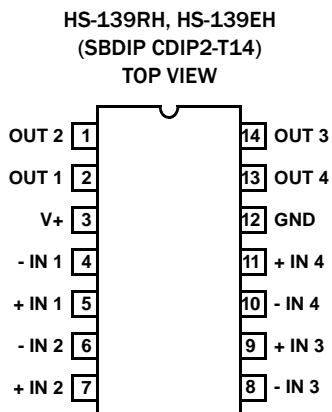 HS-139RH, HS-139EH
(SBDIP CDIP2-T14)
TOP VIEW
OUT 2 1 14 OUT 3
OUT 1 2 13 OUT 4
V+ 3 12 GND
- IN 1 4 11 + IN 4
+ IN 1 5 10 - IN 4
- IN 2 6 9 + IN 3
+ IN 2 7 8 - IN 3